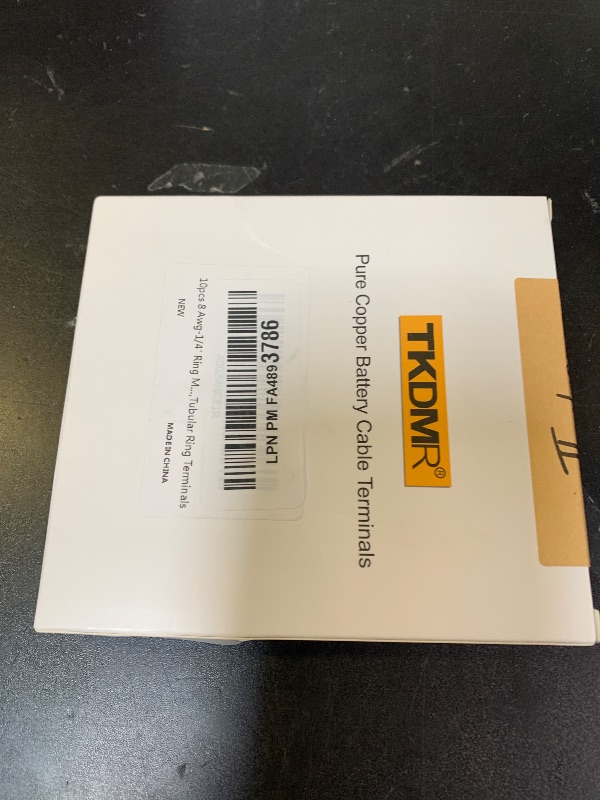 TKDMR®
Pure Copper Battery Cable Terminals
LPN PM FA4893786
10pcs 8 Awg-1/4" Ring M...,Tubular Ring Terminals
NEW
MADE IN CHINA